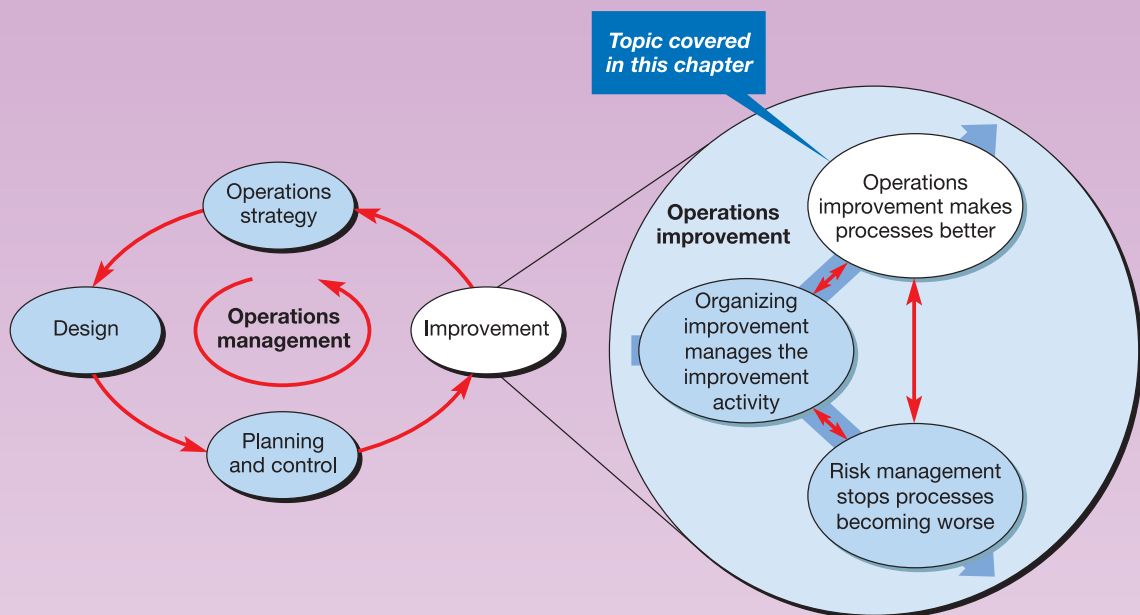 Topic covered
in this chapter
Operations
strategy
Design
Operations
management
Improvement
Planning
and control
Operations
improvement
Operations
improvement makes
processes better
Organizing
improvement
manages the
improvement
activity
Risk management
stops processes
becoming worse